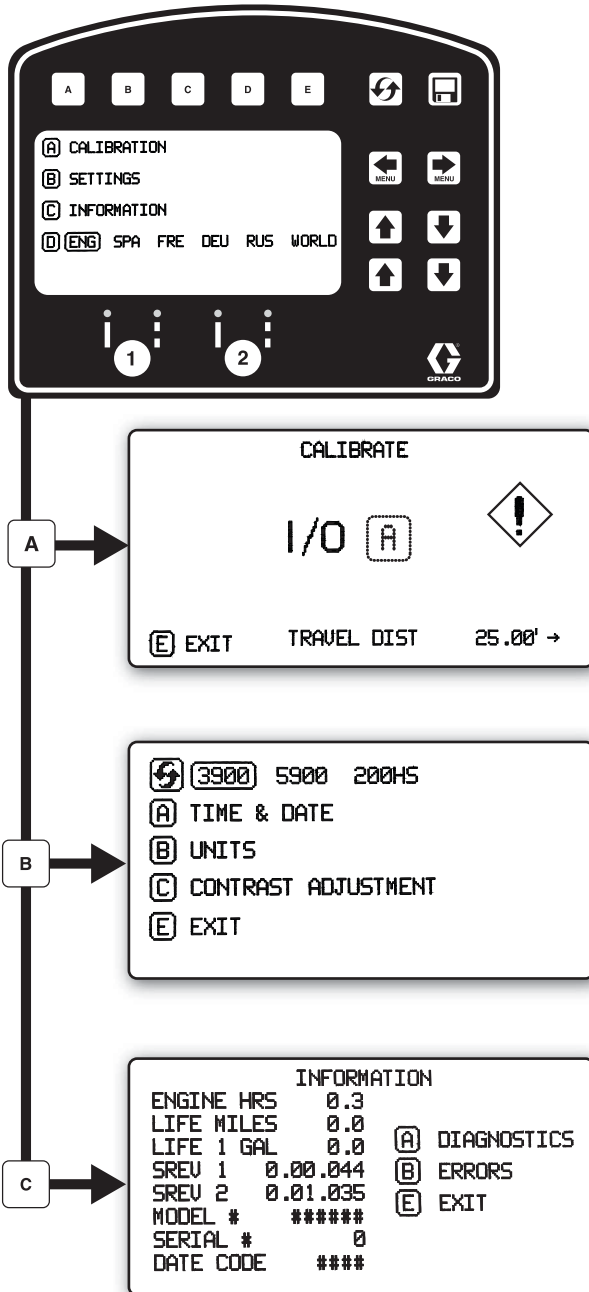 A B C D E
A CALIBRATION
B SETTINGS
C INFORMATION
D ENG SPA FRE DEU RUS WORLD
MENU MENU
1 2
GRACO
A
CALIBRATE
I/O A
!
E EXIT TRAVEL DIST 25.00' →
B
3900 5900 200HS
A TIME & DATE
B UNITS
C CONTRAST ADJUSTMENT
E EXIT
C
INFORMATION
ENGINE HRS 0.3
LIFE MILES 0.0
LIFE 1 GAL 0.0
SREV 1 0.00.044
SREV 2 0.01.035
MODEL # ######
SERIAL # 0
DATE CODE ####
A DIAGNOSTICS
B ERRORS
E EXIT